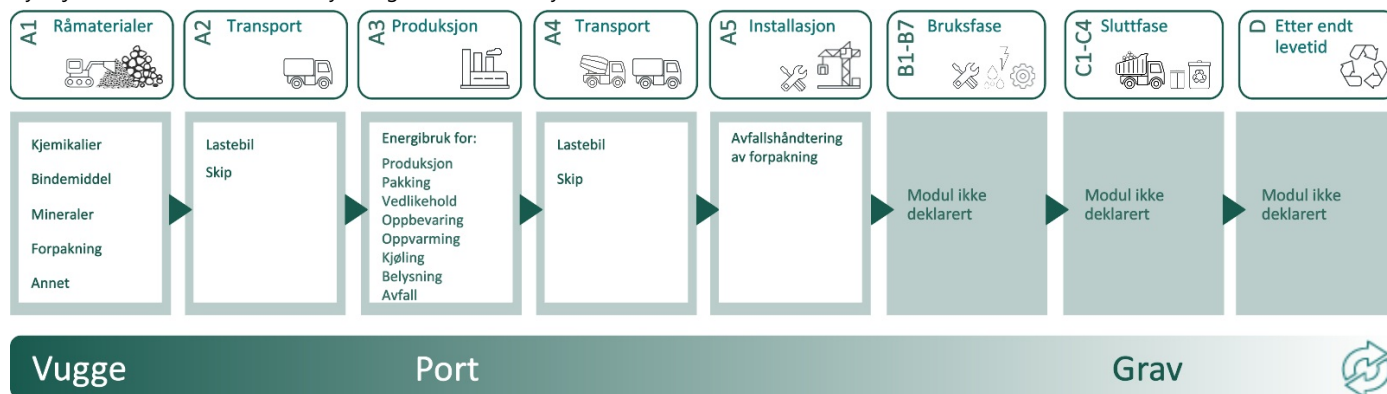 A1 Råmaterialer
A2 Transport
A3 Produksjon
A4 Transport
A5 Installasjon
B1-B7 Bruksfase
C1-C4 Sluttfase
D Etter endt
levetid
Kjemikalier
Bindemiddel
Mineraler
Forpakning
Annet
Lastebil
Skip
Energibruk for:
Produksjon
Pakking
Vedlikehold
Oppbevaring
Oppvarming
Kjøling
Belysning
Avfall
Lastebil
Skip
Avfallshåndtering
av forpakning
Modul ikke
deklarert
Modul ikke
deklarert
Modul ikke
deklarert
Vugge
Port
Grav